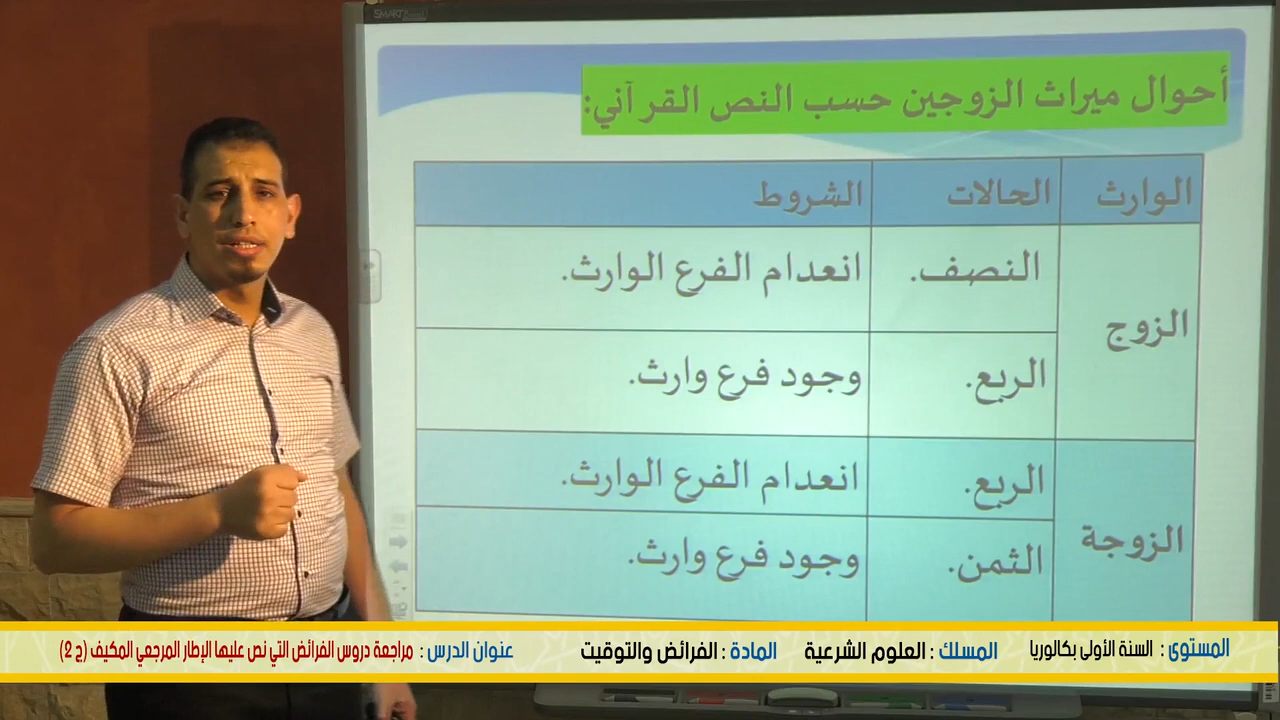 SMART
أحوال ميراث الزوجين حسب النص القرآني:
الوارث الحالات الشروط
الزوج النصف. انعدام الفرع الوارث.
الربع. وجود فرع وارث.
الزوجة الربع. انعدام الفرع الوارث.
الثمن. وجود فرع وارث.
المستوى : السنة الأولى بكالوريا المسلك : العلوم الشرعية المادة : الفرائض والتوقيت عنوان الدرس : مراجعة دروس الفرائض التي نص عليها الإطار المرجعي المكيف (ج 2)